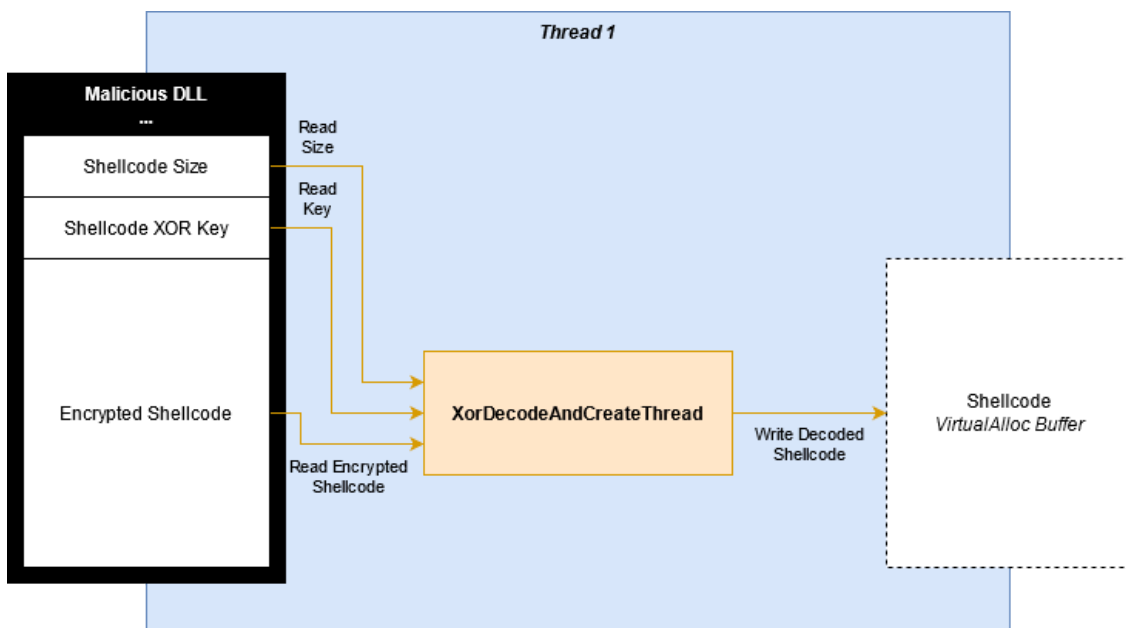 Thread 1
Malicious DLL
...
Shellcode Size
Read
Size
Shellcode XOR Key
Read
Key
Encrypted Shellcode
Read Encrypted
Shellcode
XorDecodeAndCreateThread
Write Decoded
Shellcode
Shellcode
VirtualAlloc Buffer